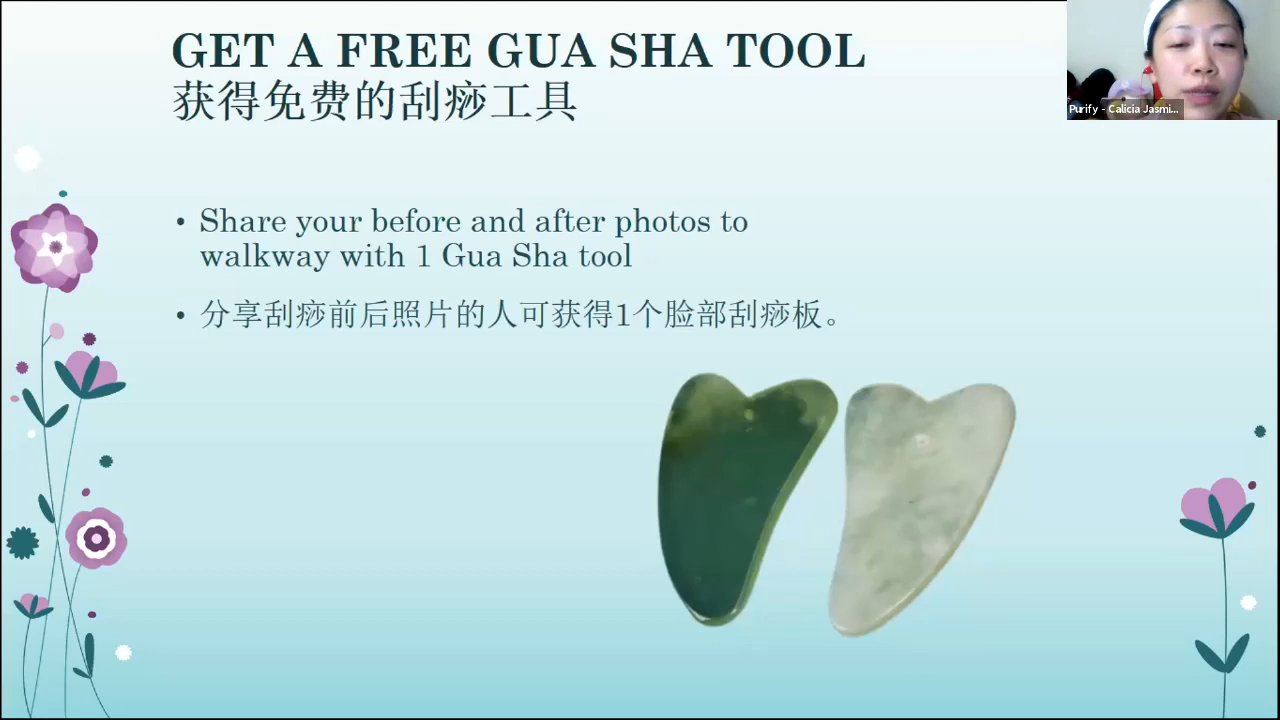 GET A FREE GUA SHA TOOL
获得免费的刮痧工具
Purify - Calicia Jasmi...
• Share your before and after photos to
walkway with 1 Gua Sha tool
• 分享刮痧前后照片的人可获得1个脸部刮痧板。